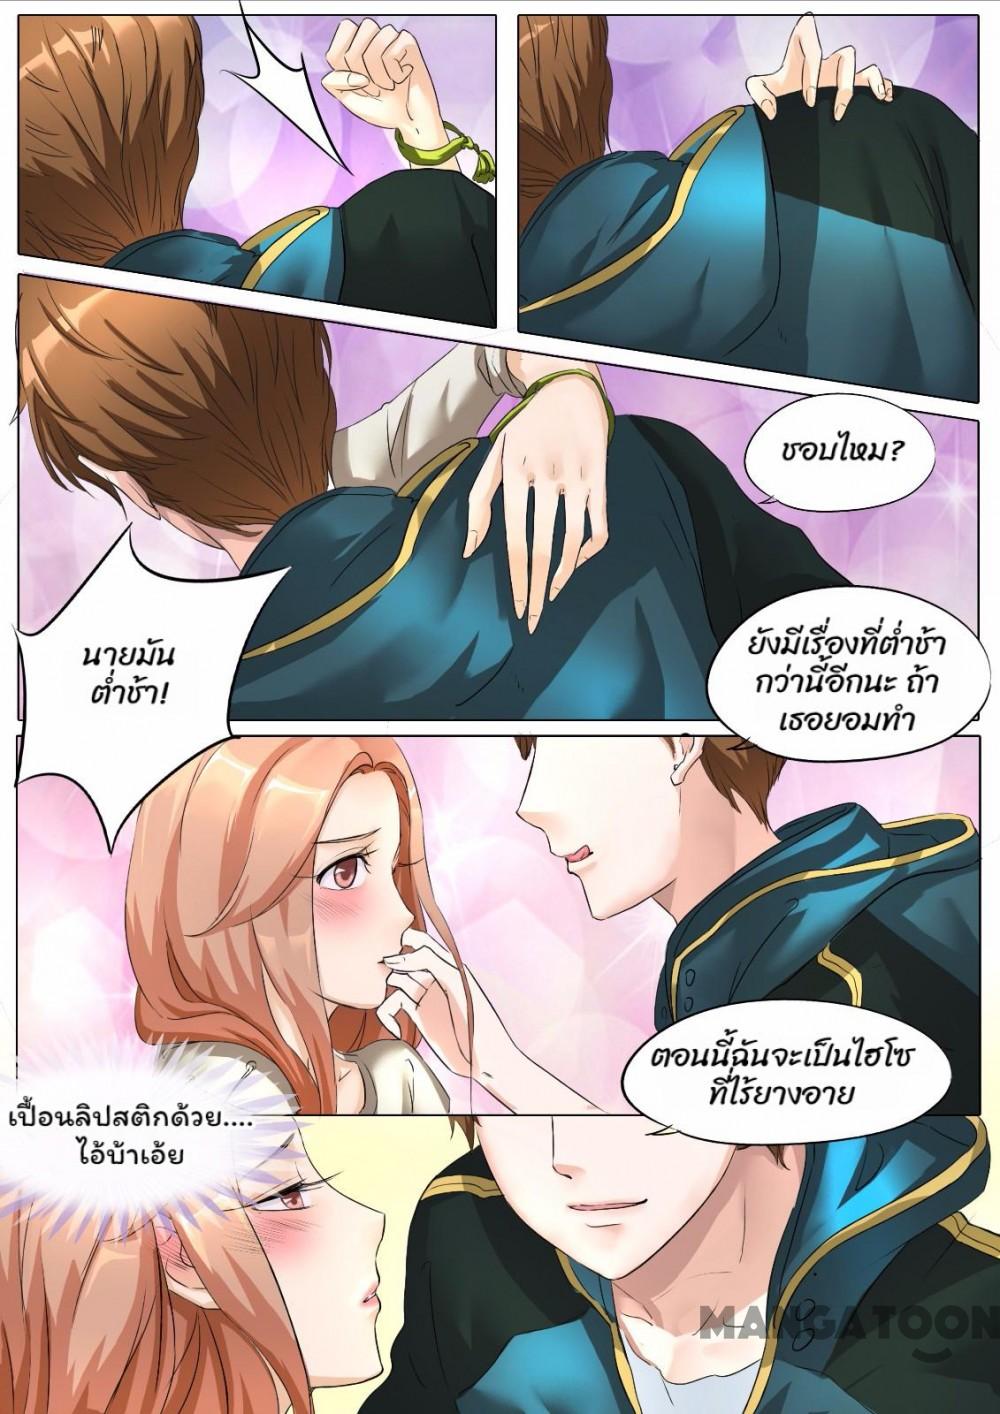 ชอบไหม?
นายมัน
ต่ำช้า!
ยังมีเรื่องที่ต่ำช้า
กว่านี้อีกนะ ถ้า
เธอยอมทำ
ตอนนี้ฉันจะเป็นไฮโซ
ที่ไร้ยางอาย
เปื้อนลิปสติกด้วย....
ไอ้บ้าเอ้ย
MANGATOON